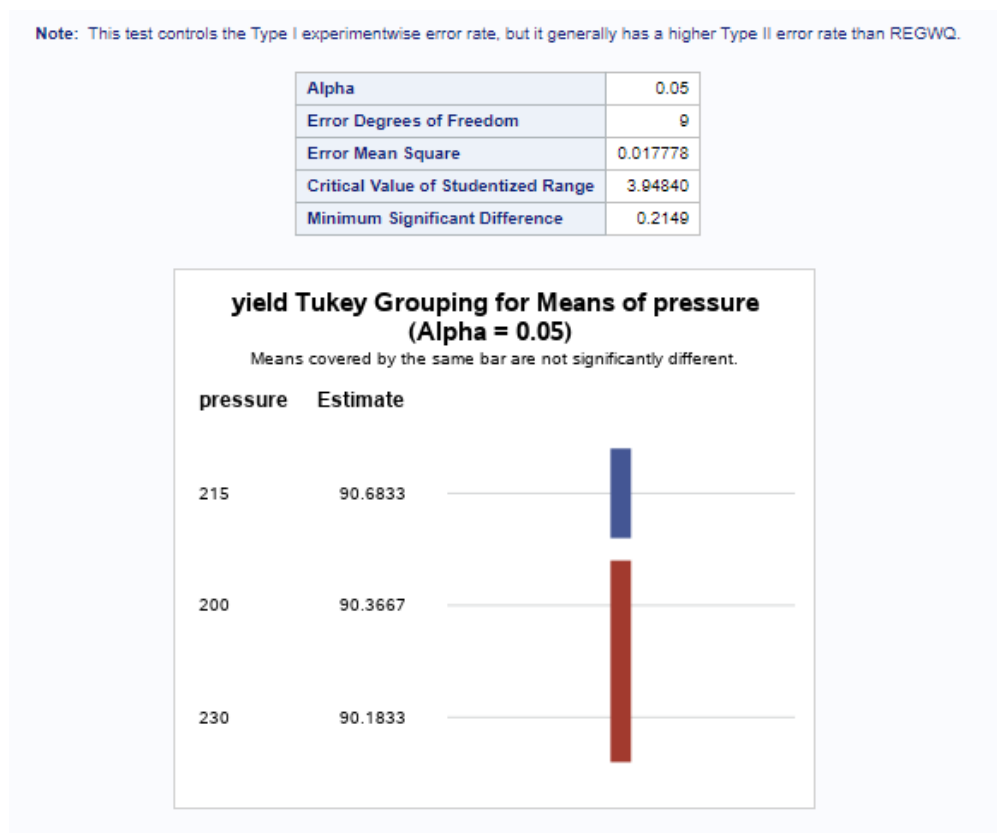 Note: This test controls the Type I experimentwise error rate, but it generally has a higher Type II error rate than REGWQ.
Alpha 0.05
Error Degrees of Freedom 9
Error Mean Square 0.017778
Critical Value of Studentized Range 3.94840
Minimum Significant Difference 0.2149
yield Tukey Grouping for Means of pressure
(Alpha = 0.05)
Means covered by the same bar are not significantly different.
pressure Estimate
215 90.6833
200 90.3667
230 90.1833